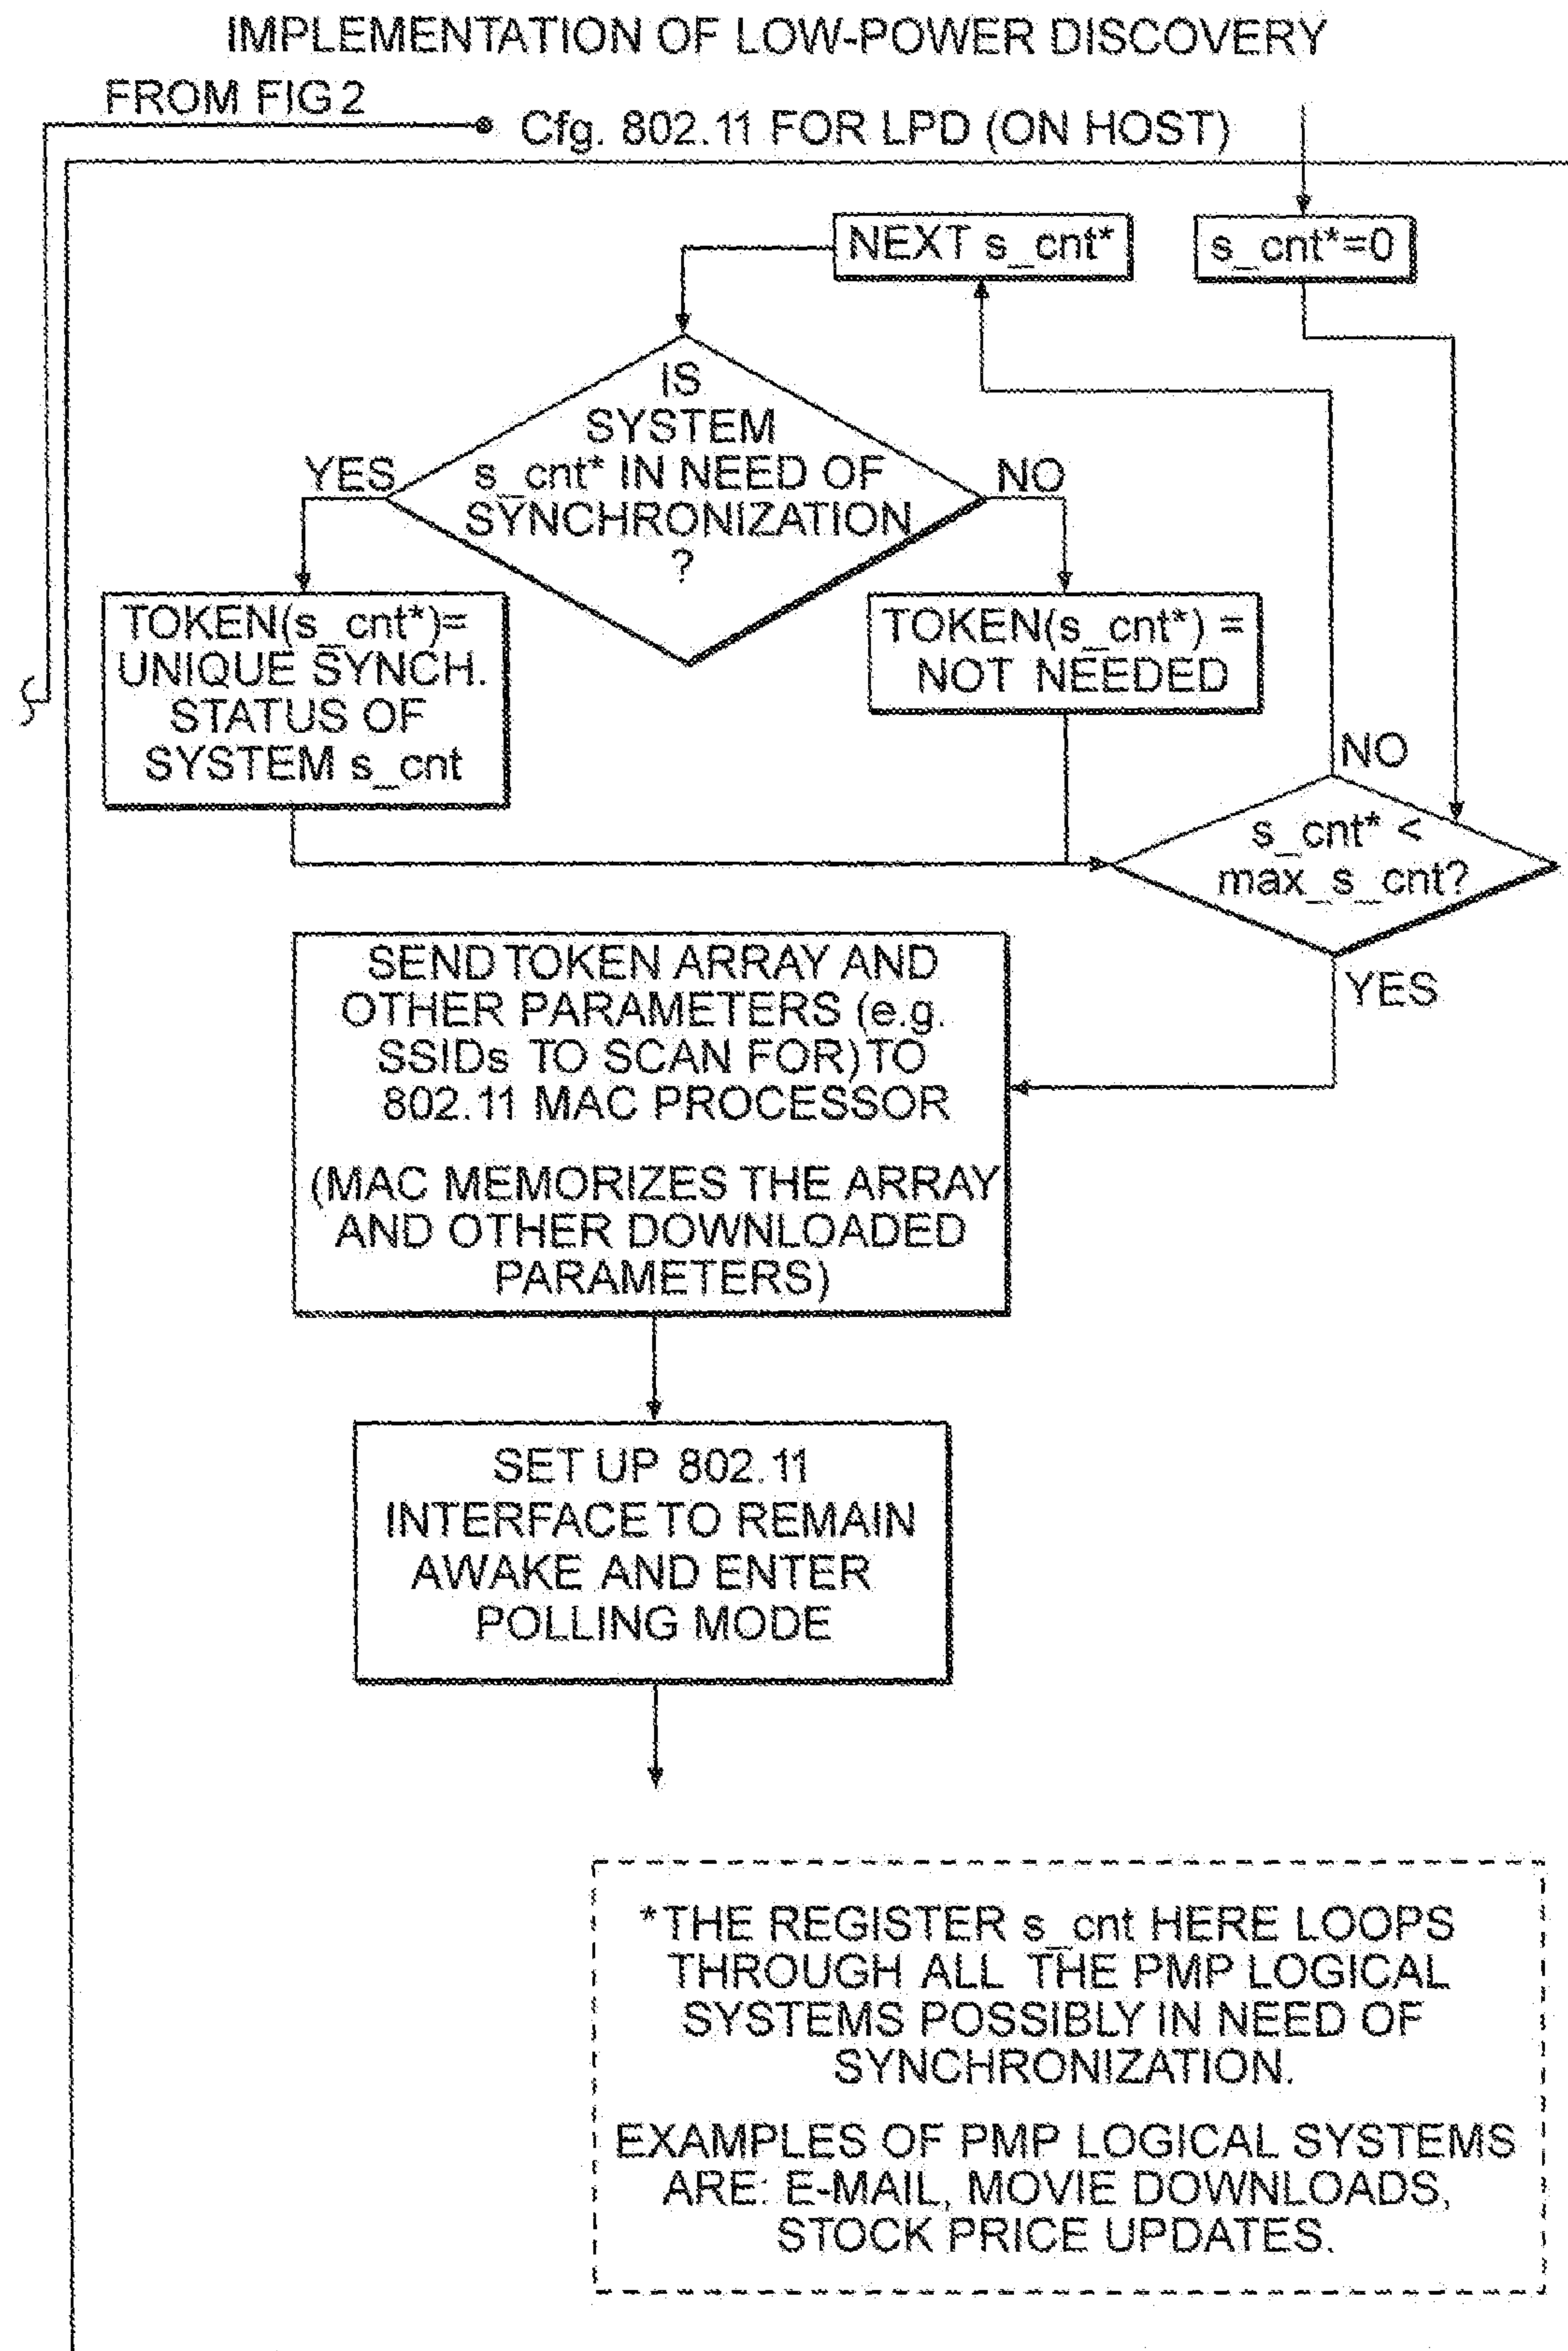 IMPLEMENTATION OF LOW-POWER DISCOVERY
FROM FIG 2
Cfg. 802.11 FOR LPD (ON HOST)
NEXT s_cnt*
s_cnt*=0
IS
SYSTEM
s_cnt* IN NEED OF
SYNCHRONIZATION
?
YES
NO
TOKEN(s_cnt*)=
UNIQUE SYNCH.
STATUS OF
SYSTEM s_cnt
TOKEN(s_cnt*) =
NOT NEEDED
NO
s_cnt* <
max_s_cnt?
YES
SEND TOKEN ARRAY AND
OTHER PARAMETERS (e.g.
SSIDs TO SCAN FOR) TO
802.11 MAC PROCESSOR
(MAC MEMORIZES THE ARRAY
AND OTHER DOWNLOADED
PARAMETERS)
SET UP 802.11
INTERFACE TO REMAIN
AWAKE AND ENTER
POLLING MODE
*THE REGISTER s_cnt HERE LOOPS
THROUGH ALL THE PMP LOGICAL
SYSTEMS POSSIBLY IN NEED OF
SYNCHRONIZATION.
EXAMPLES OF PMP LOGICAL SYSTEMS
ARE: E-MAIL, MOVIE DOWNLOADS,
STOCK PRICE UPDATES.